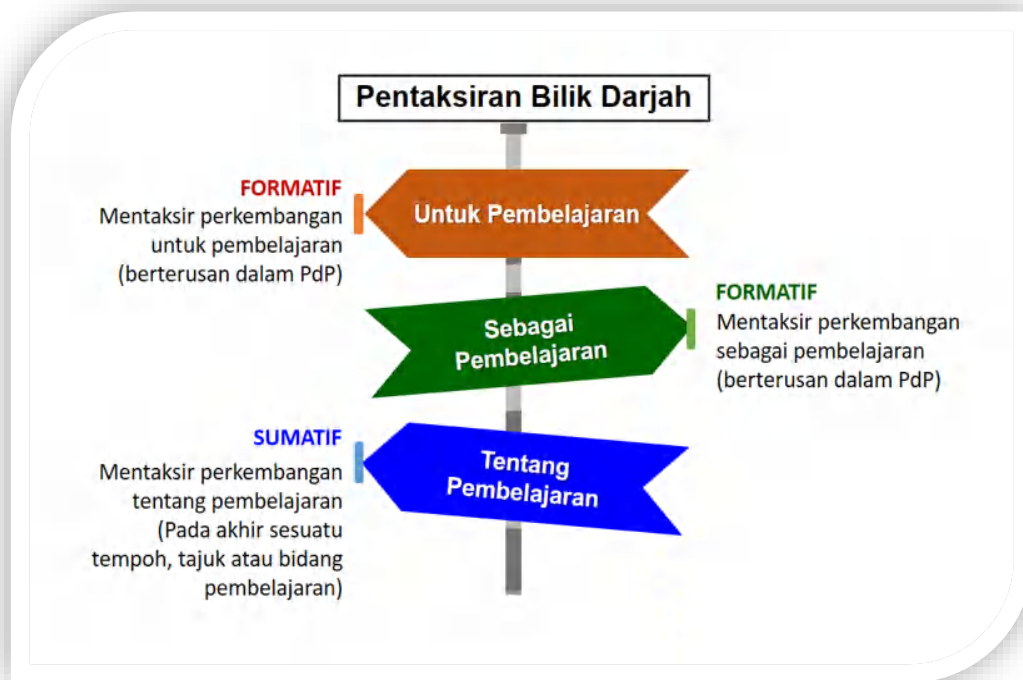 Pentaksiran Bilik Darjah
FORMATIF
Mentaksir perkembangan
untuk pembelajaran
(berterusan dalam PdP)
Untuk Pembelajaran
Sebagai
Pembelajaran
FORMATIF
Mentaksir perkembangan
sebagai pembelajaran
(berterusan dalam PdP)
SUMATIF
Mentaksir perkembangan
tentang pembelajaran
(Pada akhir sesuatu
tempoh, tajuk atau bidang
pembelajaran)
Tentang
Pembelajaran